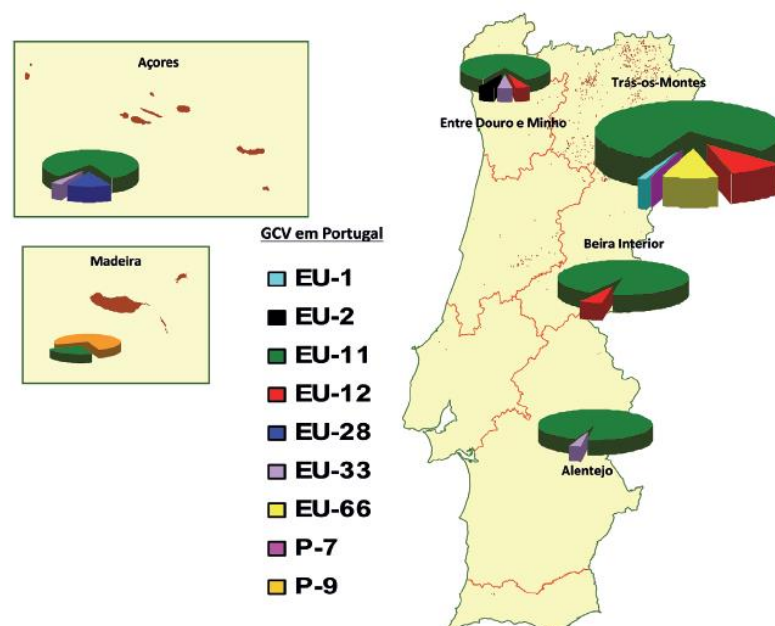 Açores
Trás-os-Montes
Entre Douro e Minho
Beira Interior
GCV em Portugal
Madeira
EU-1
EU-2
EU-11
EU-12
EU-28
EU-33
EU-66
P-7
P-9
Alentejo